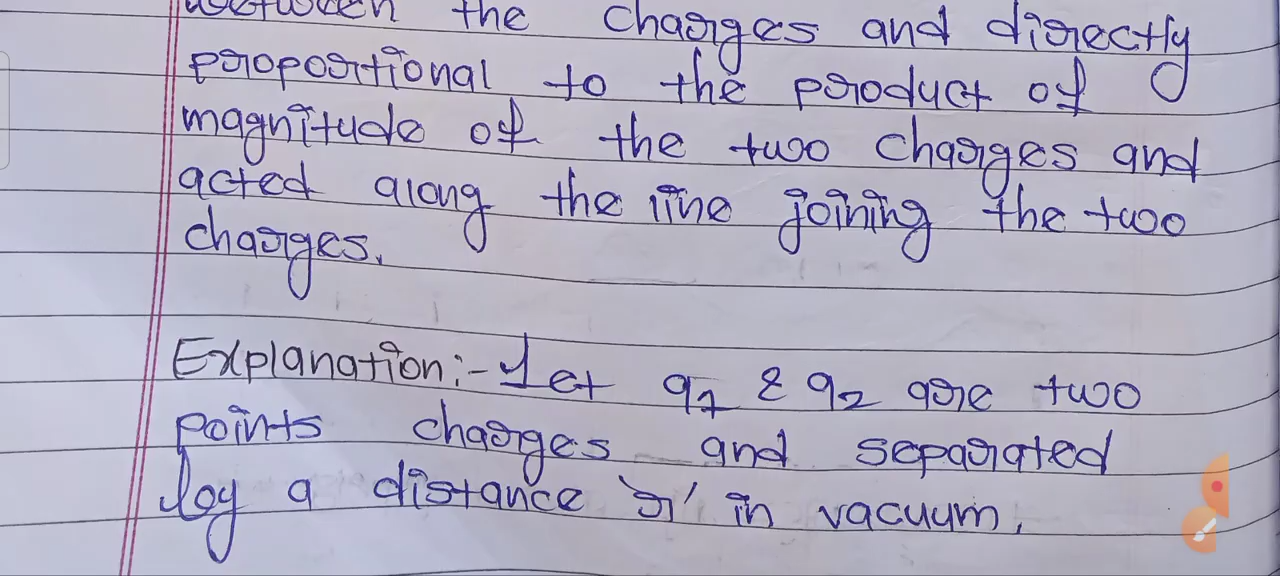 between the charges and directly
proportional to the product of
magnitude of the two charges and
acted along the line joining the two
charges.
Explanation:- Let q1 & q2 are two
points charges and separated
by a distance 'r' in vacuum.